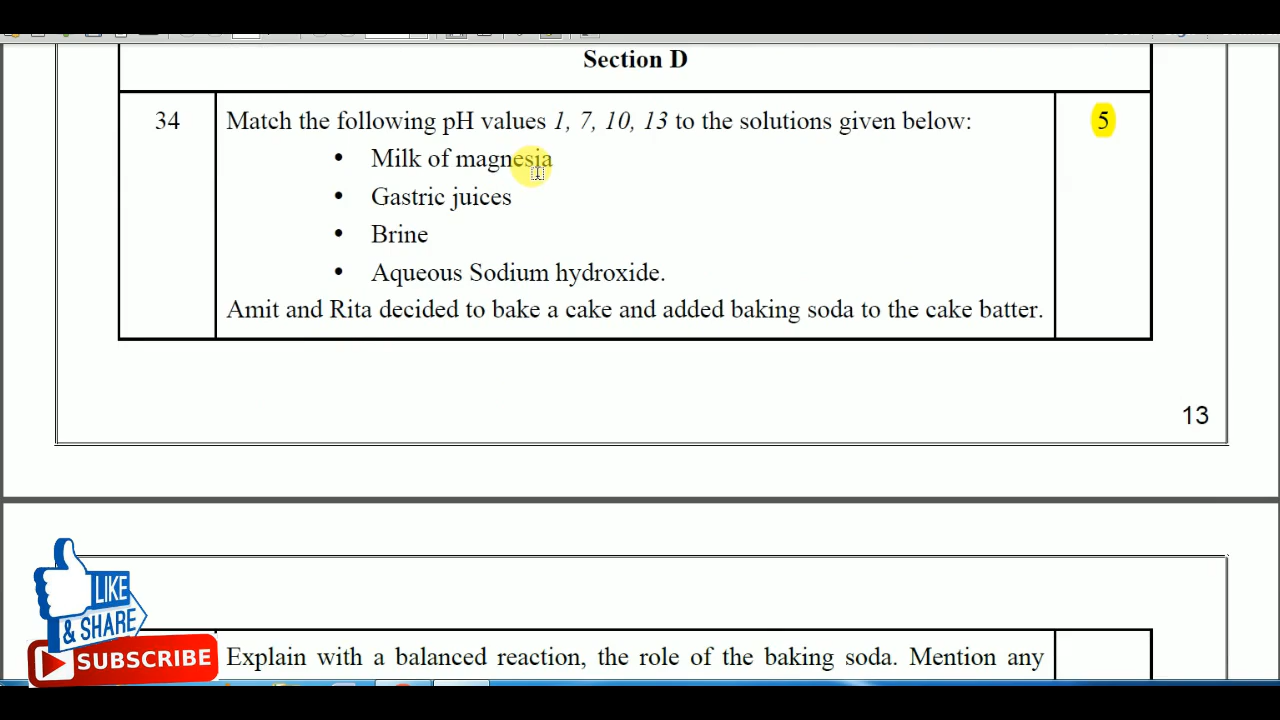 Section D
34 Match the following pH values 1, 7, 10, 13 to the solutions given below: 5
• Milk of magnesia
• Gastric juices
• Brine
• Aqueous Sodium hydroxide.
Amit and Rita decided to bake a cake and added baking soda to the cake batter.
13
LIKE
& SHARE
SUBSCRIBE
Explain with a balanced reaction, the role of the baking soda. Mention any